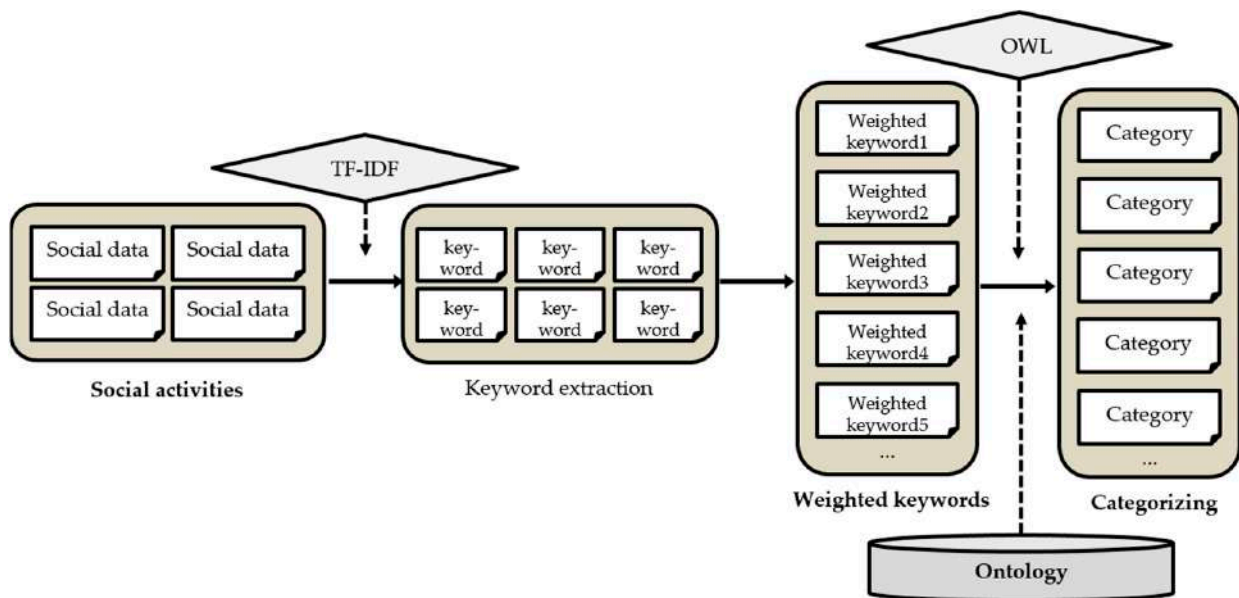 OWL
TF-IDF
Social data
Social data
Social data
Social data
Social activities
key-
word
key-
word
key-
word
key-
word
key-
word
key-
word
Keyword extraction
Weighted
keyword1
Weighted
keyword2
Weighted
keyword3
Weighted
keyword4
Weighted
keyword5
...
Weighted keywords
Category
Category
Category
Category
Category
...
Categorizing
Ontology